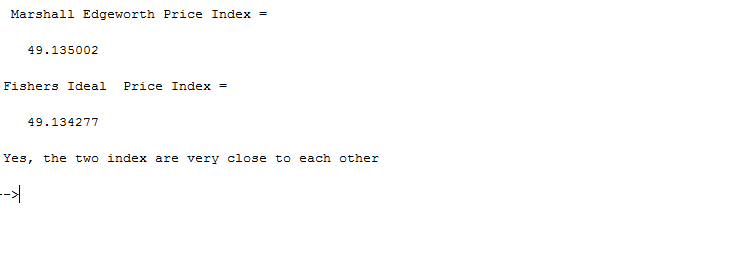 Marshall Edgeworth Price Index =
49.135002
Fishers Ideal  Price Index =
49.134277
Yes, the two index are very close to each other
-->